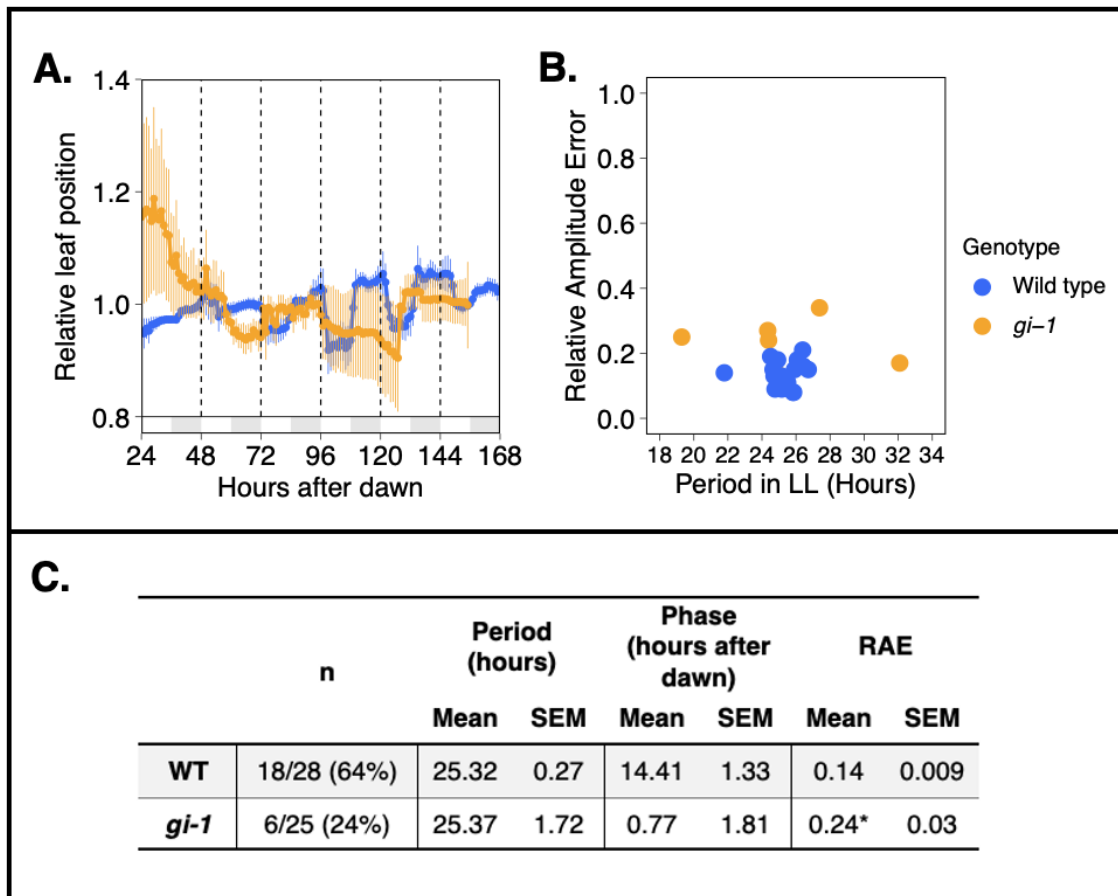 A.
1.4
1.2
1.0
0.8
Relative leaf position
24 48 72 96 120 144 168
Hours after dawn
B.
1.0
0.8
0.6
0.4
0.2
0.0
Relative Amplitude Error
18 20 22 24 26 28 30 32 34
Period in LL (Hours)
Genotype
Wild type
gi–1
C.
n
Period
(hours)
Phase
(hours after
dawn)
RAE
Mean SEM Mean SEM Mean SEM
WT 18/28 (64%) 25.32 0.27 14.41 1.33 0.14 0.009
gi-1 6/25 (24%) 25.37 1.72 0.77 1.81 0.24* 0.03